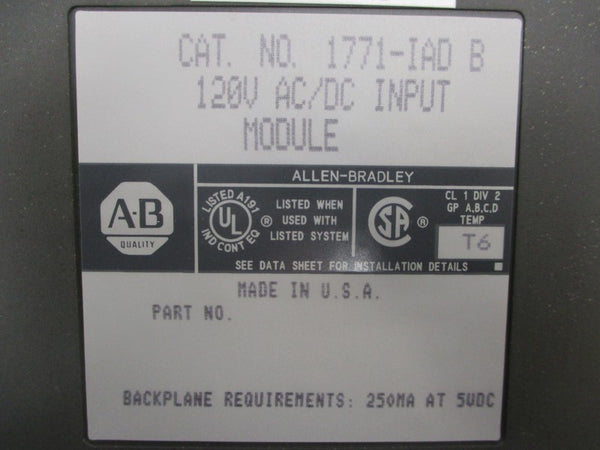 CAT. NO. 1771-IAD B
120V AC/DC INPUT
MODULE
ALLEN-BRADLEY
A-B
QUALITY
LISTED A197
UL
IND CONT EQ
®
LISTED WHEN
USED WITH
LISTED SYSTEM
SA
®
CL 1 DIV 2
GP A,B,C,D
TEMP
T6
SEE DATA SHEET FOR INSTALLATION DETAILS
MADE IN U.S.A.
PART NO.
BACKPLANE REQUIREMENTS: 250MA AT 5VDC